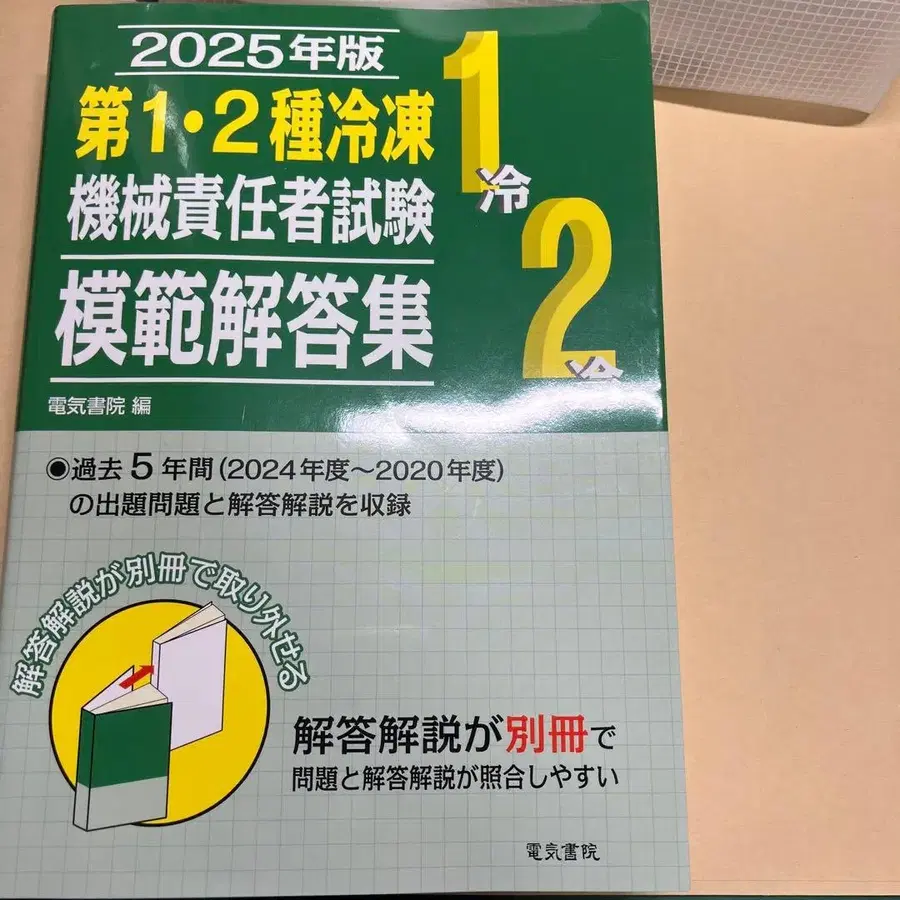 2025年版
第1・2種冷凍
機械責任者試験
模範解答集
電気書院 編
1
冷
2
冷
●過去5年間(2024年度～2020年度)
の出題問題と解答解説を収録
解答解説が別冊で取り外せる
解答解説が別冊で
問題と解答解説が照合しやすい
電気書院